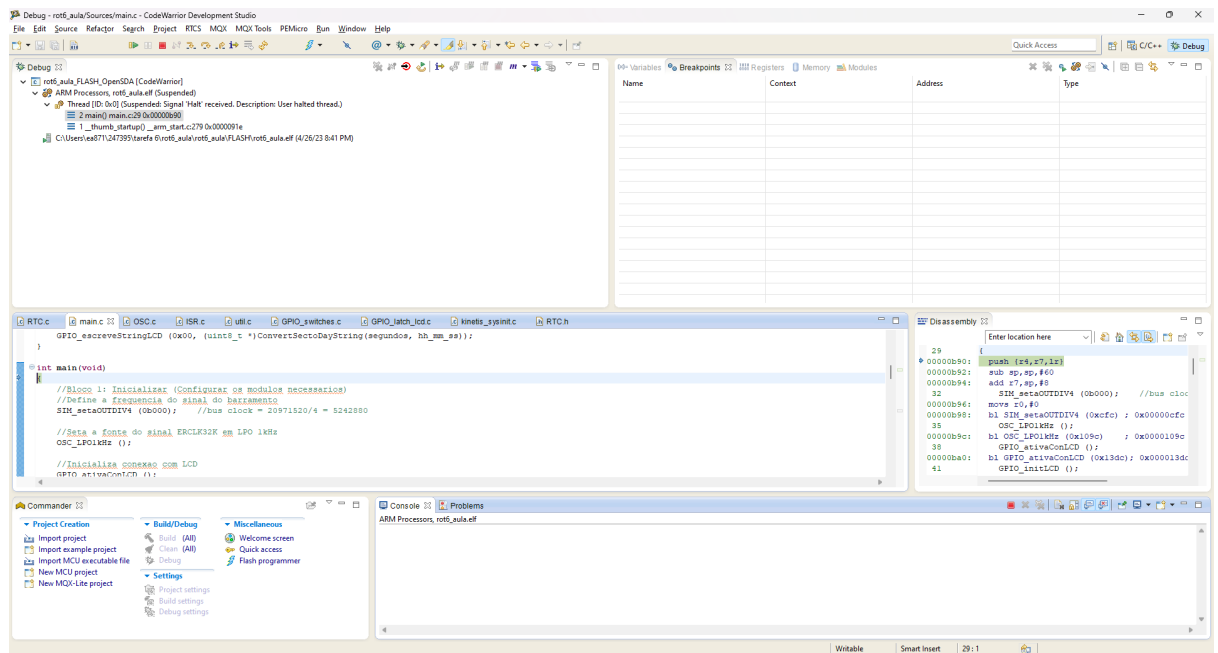 Debug - rot6_aula/Sources/main.c - CodeWarrior Development Studio
File Edit Source Refactor Search Project RTCS MQX MQX Tools PEMicro Run Window Help
Quick Access C/C++ Debug
Debug
rot6_aula_FLASH_OpenSDA [CodeWarrior]
ARM Processors, rot6_aula.elf (Suspended)
Thread [ID: 0x0] (Suspended: Signal 'Halt' received. Description: User halted thread.)
2 main() main.c:29 0x00000b90
1 __thumb_startup() __arm_start.c:279 0x0000091e
C:\Users\ea871\247395\tarefa 6\rot6_aula\rot6_aula\FLASH\rot6_aula.elf (4/26/23 8:41 PM)
(x)= Variables Breakpoints Registers Memory Modules
Name Context Address Type
RTC.c main.c OSC.c ISR.c util.c GPIO_switches.c GPIO_latch_lcd.c kinetis_sysinit.c RTC.h
GPIO_escreveStringLCD (0x00, (uint8_t *)ConvertSectoDayString(segundos, hh_mm_ss));
}
int main(void)
{
//Bloco 1: Inicializar (Configurar os modulos necessarios)
//Define a frequencia do sinal do barramento
SIM_setaOUTDIV4 (0b000); //bus clock = 20971520/4 = 5242880
//Seta a fonte do sinal ERCLK32K em LPO 1kHz
OSC_LPO1kHz ();
//Inicializa conexao com LCD
GPIO_ativaConLCD ();
Disassembly
Enter location here
29 {
00000b90: push {r4,r7,lr}
00000b92: sub sp,sp,#60
00000b94: add r7,sp,#8
32 SIM_setaOUTDIV4 (0b000); //bus cloc
00000b96: movs r0,#0
00000b98: bl SIM_setaOUTDIV4 (0xcfc) ; 0x00000cfc
35 OSC_LPO1kHz ();
00000b9c: bl OSC_LPO1kHz (0x109c) ; 0x0000109c
38 GPIO_ativaConLCD ();
00000ba0: bl GPIO_ativaConLCD (0x13dc); 0x000013dc
41 GPIO_initLCD ();
Commander
Project Creation
Import project
Import example project
Import MCU executable file
New MCU project
New MQX-Lite project
Build/Debug
Build (All)
Clean (All)
Debug
Settings
Project settings
Build settings
Debug settings
Miscellaneous
Welcome screen
Quick access
Flash programmer
Console Problems
ARM Processors, rot6_aula.elf
Writable Smart Insert 29 : 1